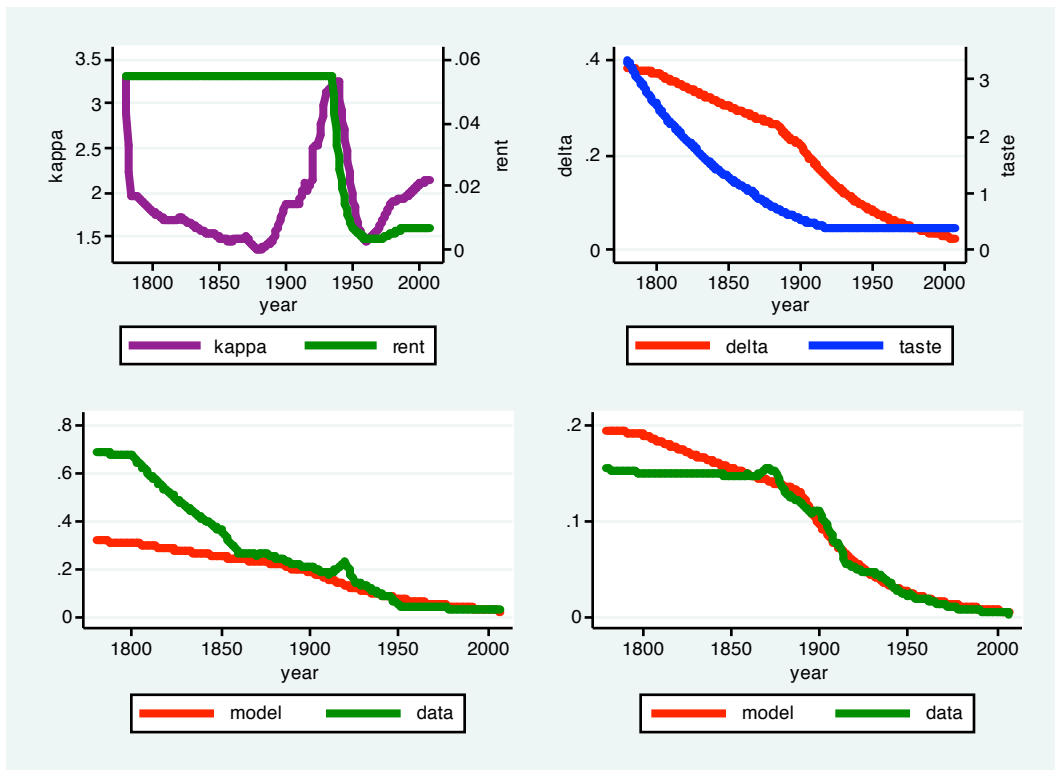 3.5
3
2.5
2
1.5
kappa
.06
.04
.02
0
rent
1800 1850 1900 1950 2000
year
kappa rent
.4
.2
0
delta
3
2
1
0
taste
1800 1850 1900 1950 2000
year
delta taste
.8
.6
.4
.2
0
1800 1850 1900 1950 2000
year
model data
.2
.1
0
1800 1850 1900 1950 2000
year
model data